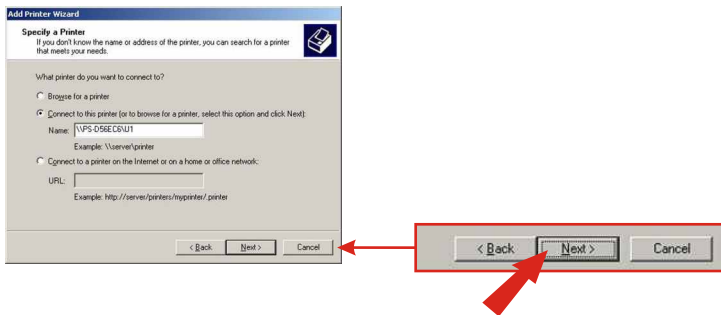 Add Printer Wizard
Specify a Printer
If you don't know the name or address of the printer, you can search for a printer
that meets your needs.
What printer do you want to connect to?
Browse for a printer
Connect to this printer (or to browse for a printer, select this option and click Next):
Name: \\PS-D56EC6\U1
Example: \\server\printer
Connect to a printer on the Internet or on a home or office network:
URL:
Example: http://server/printers/myprinter/.printer
< Back Next > Cancel
< Back Next > Cancel